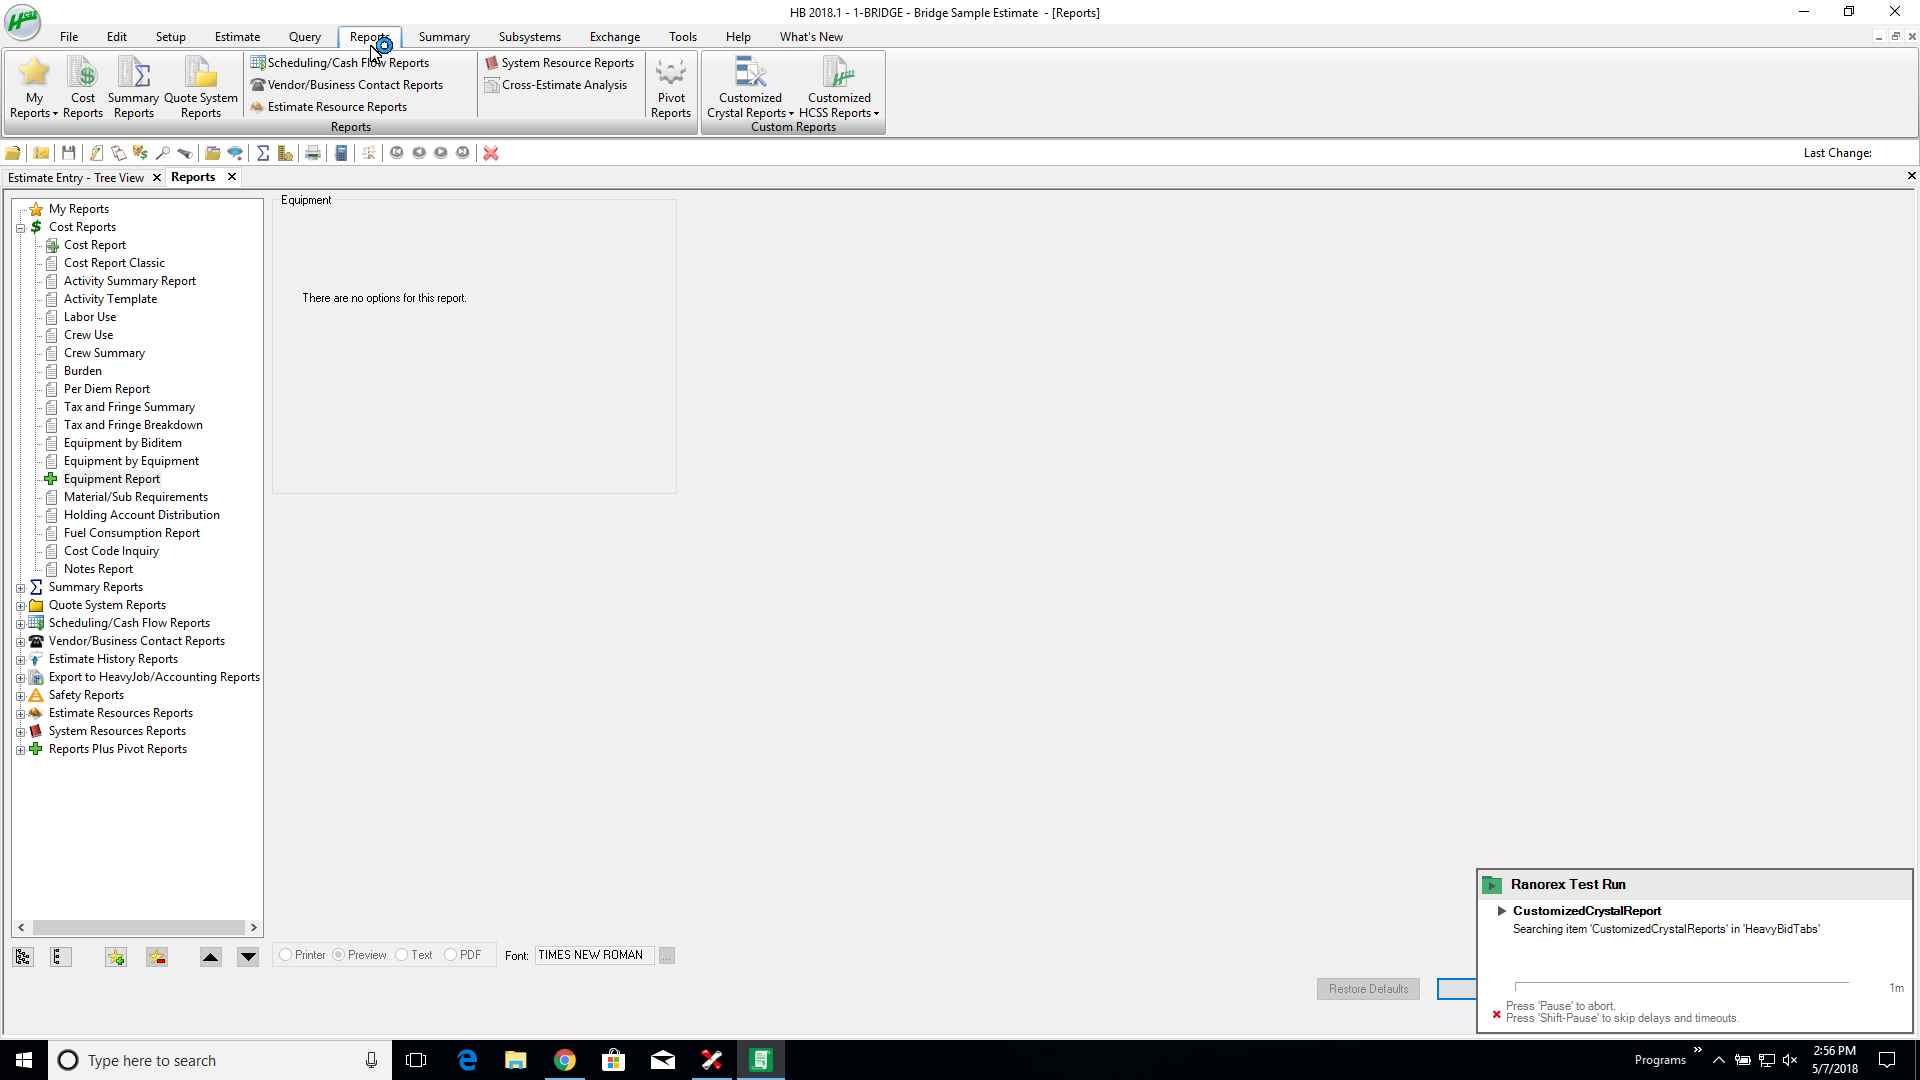 HB 2018.1 - 1-BRIDGE - Bridge Sample Estimate - [Reports]
HCSS
File Edit Setup Estimate Query Reports Summary Subsystems Exchange Tools Help What's New
My Reports
Cost Reports
Summary Reports
Quote System Reports
Scheduling/Cash Flow Reports
Vendor/Business Contact Reports
Estimate Resource Reports
System Resource Reports
Cross-Estimate Analysis
Pivot Reports
Customized Crystal Reports
Customized HCSS Reports
Reports
Custom Reports
Last Change:
Estimate Entry - Tree View
Reports
My Reports
Cost Reports
Cost Report
Cost Report Classic
Activity Summary Report
Activity Template
Labor Use
Crew Use
Crew Summary
Burden
Per Diem Report
Tax and Fringe Summary
Tax and Fringe Breakdown
Equipment by Biditem
Equipment by Equipment
Equipment Report
Material/Sub Requirements
Holding Account Distribution
Fuel Consumption Report
Cost Code Inquiry
Notes Report
Summary Reports
Quote System Reports
Scheduling/Cash Flow Reports
Vendor/Business Contact Reports
Estimate History Reports
Export to HeavyJob/Accounting Reports
Safety Reports
Estimate Resources Reports
System Resources Reports
Reports Plus Pivot Reports
Equipment
There are no options for this report.
Printer Preview Text PDF Font: TIMES NEW ROMAN ...
Restore Defaults
Ranorex Test Run
CustomizedCrystalReport
Searching item 'CustomizedCrystalReports' in 'HeavyBidTabs'
1m
Press 'Pause' to abort.
Press 'Shift-Pause' to skip delays and timeouts.
Type here to search
Programs
2:56 PM
5/7/2018